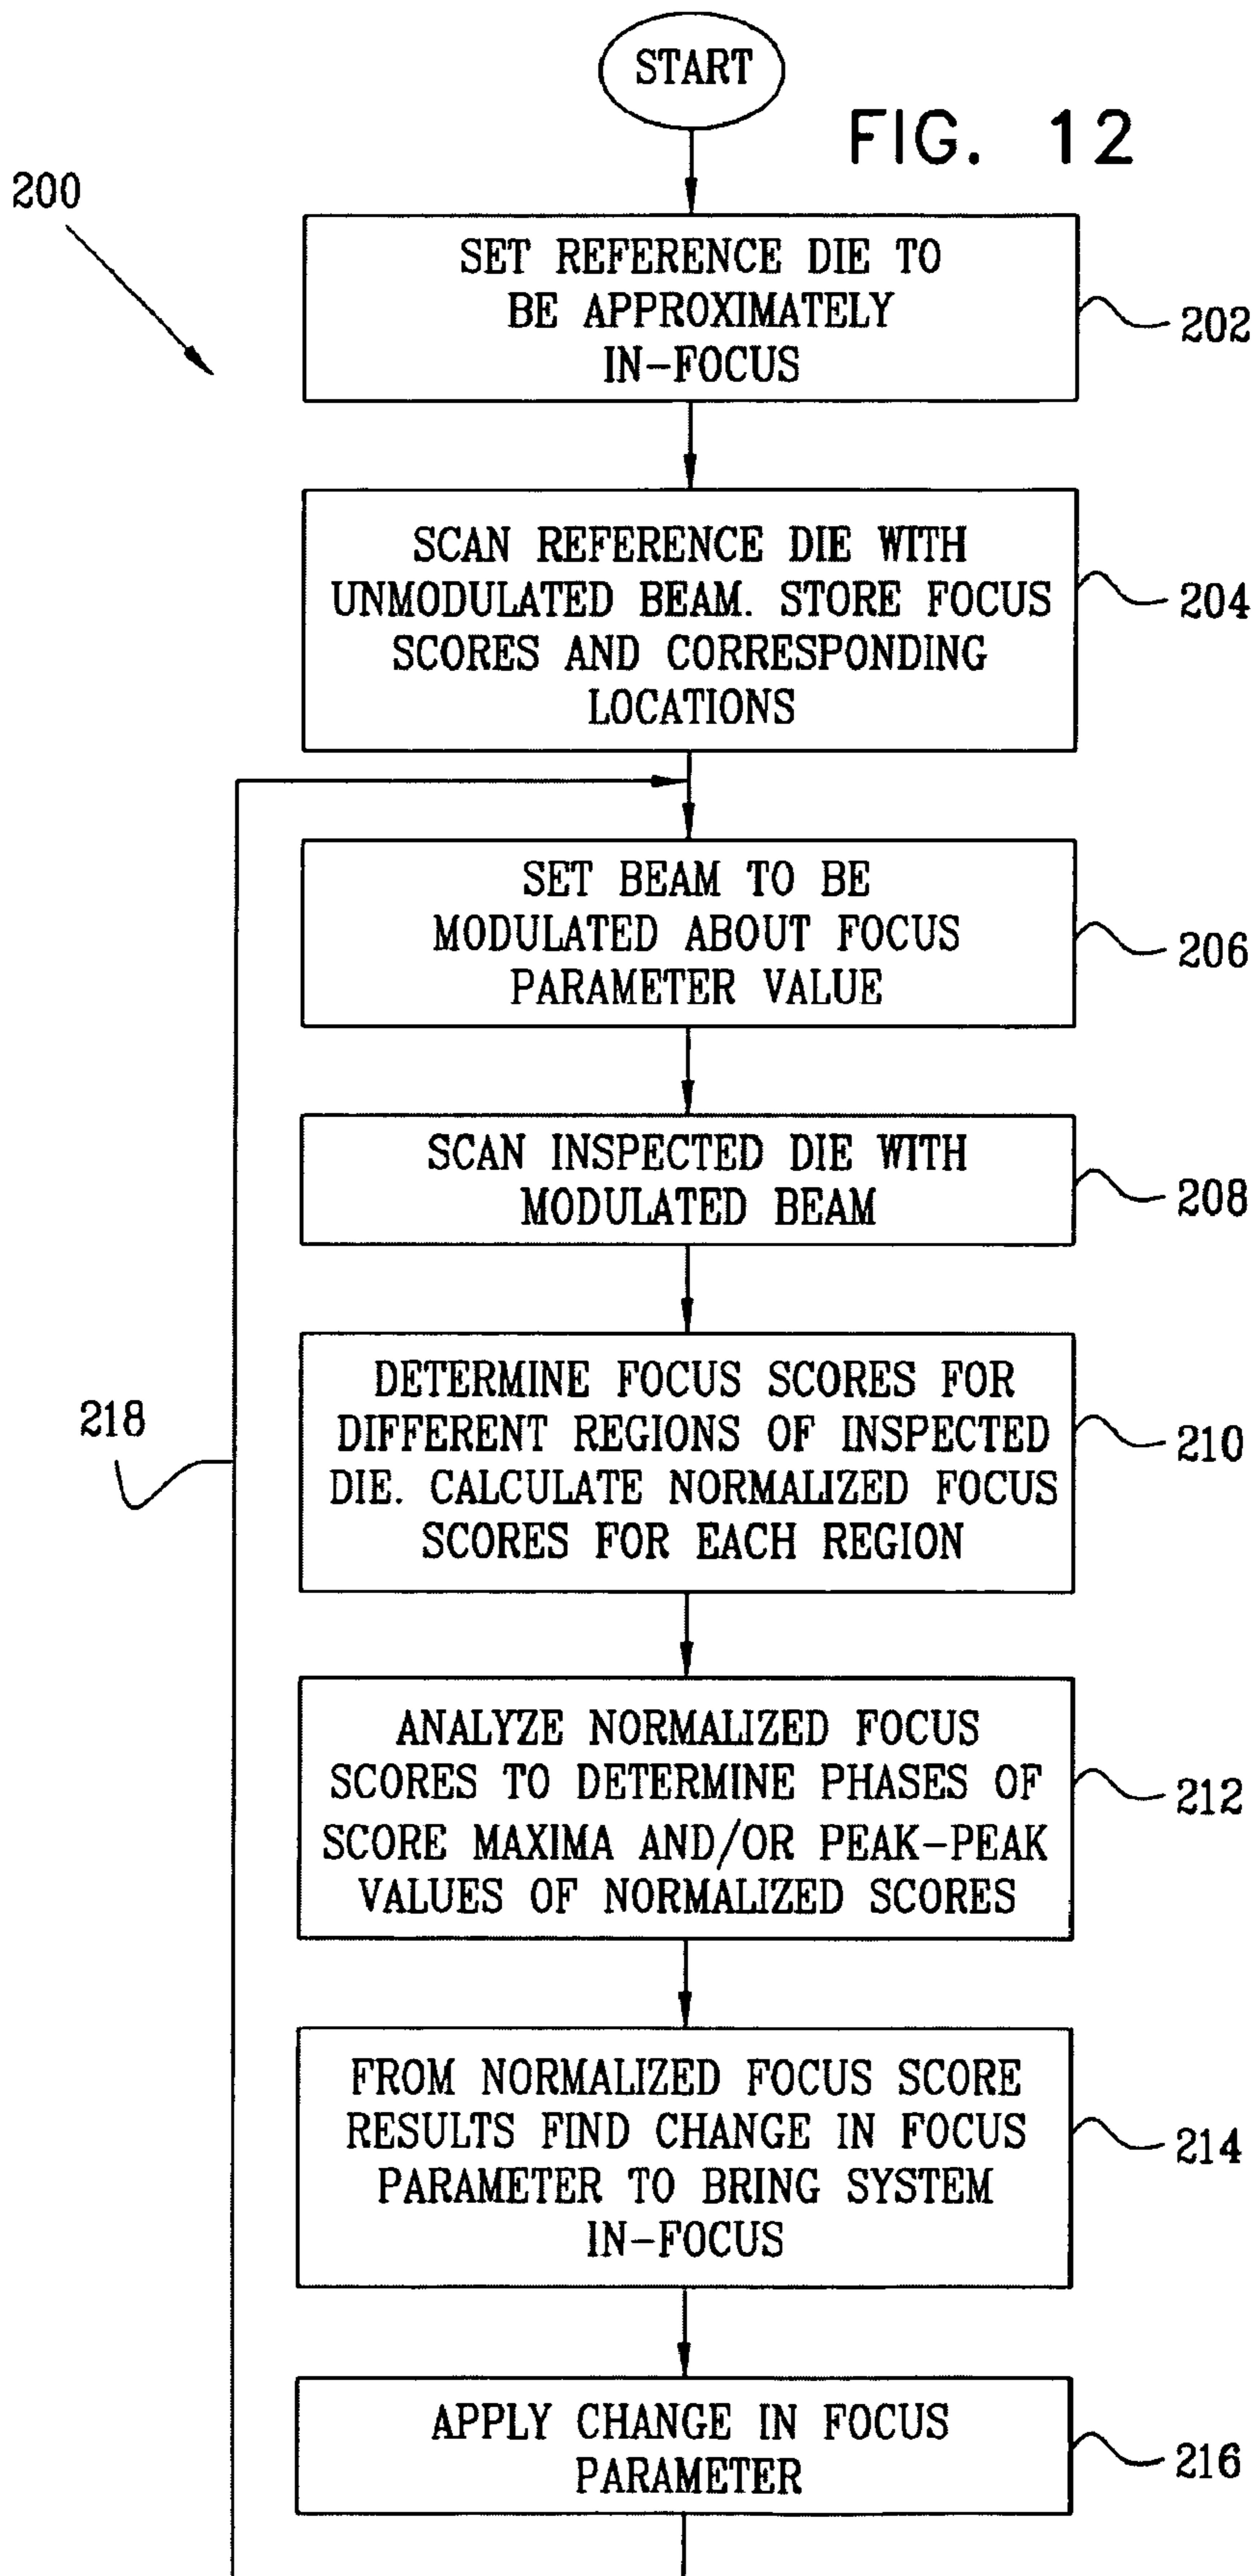 START
FIG. 12
200
SET REFERENCE DIE TO
BE APPROXIMATELY
IN-FOCUS
202
SCAN REFERENCE DIE WITH
UNMODULATED BEAM. STORE FOCUS
SCORES AND CORRESPONDING
LOCATIONS
204
SET BEAM TO BE
MODULATED ABOUT FOCUS
PARAMETER VALUE
206
SCAN INSPECTED DIE WITH
MODULATED BEAM
208
DETERMINE FOCUS SCORES FOR
DIFFERENT REGIONS OF INSPECTED
DIE. CALCULATE NORMALIZED FOCUS
SCORES FOR EACH REGION
210
218
ANALYZE NORMALIZED FOCUS
SCORES TO DETERMINE PHASES OF
SCORE MAXIMA AND/OR PEAK-PEAK
VALUES OF NORMALIZED SCORES
212
FROM NORMALIZED FOCUS SCORE
RESULTS FIND CHANGE IN FOCUS
PARAMETER TO BRING SYSTEM
IN-FOCUS
214
APPLY CHANGE IN FOCUS
PARAMETER
216